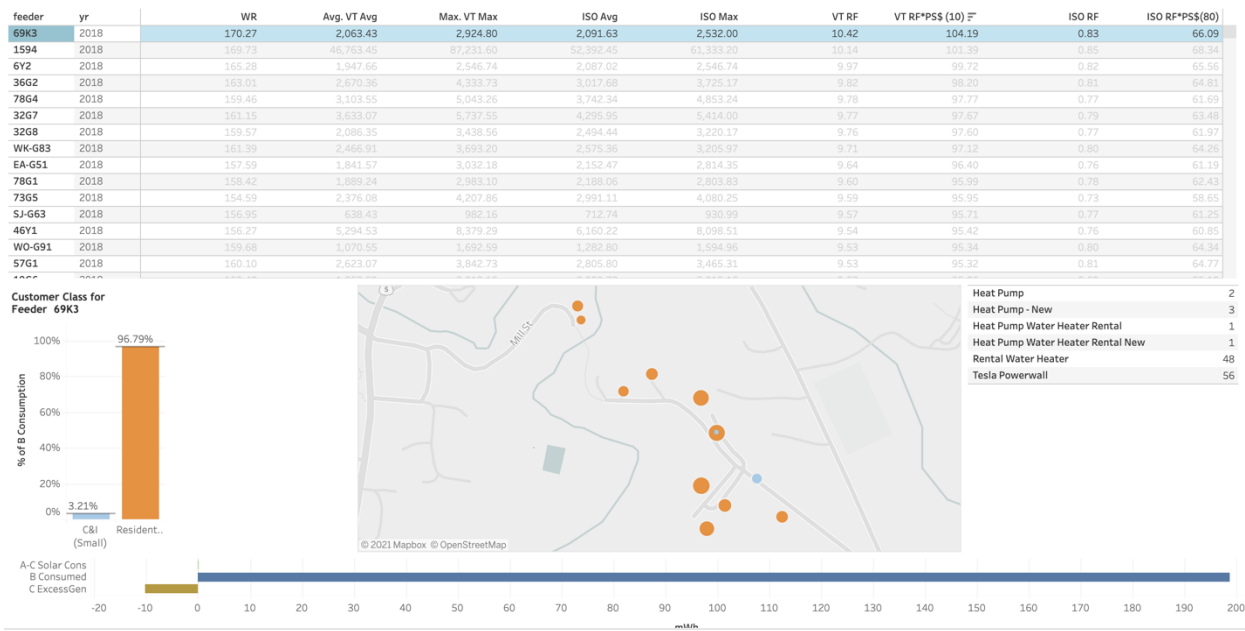 feeder yr WR Avg. VT Avg Max. VT Max ISO Avg ISO Max VT RF VT RF*PS$ (10) ISO RF ISO RF*PS$(80)
69K3 2018 170.27 2,063.43 2,924.80 2,091.63 2,532.00 10.42 104.19 0.83 66.09
1594 2018 169.73 46,763.45 87,231.60 52,392.45 61,333.20 10.14 101.39 0.85 68.34
6Y2 2018 165.28 1,947.66 2,546.74 2,087.02 2,546.74 9.97 99.72 0.82 65.56
36G2 2018 163.01 2,670.36 4,333.73 3,017.68 3,725.17 9.82 98.20 0.81 64.81
78G4 2018 159.46 3,103.55 5,043.26 3,742.34 4,853.24 9.78 97.77 0.77 61.69
32G7 2018 161.15 3,633.07 5,737.55 4,295.95 5,414.00 9.77 97.67 0.79 63.48
32G8 2018 159.57 2,086.35 3,438.56 2,494.44 3,220.17 9.76 97.60 0.77 61.97
WK-G83 2018 161.39 2,466.91 3,693.20 2,575.36 3,205.97 9.71 97.12 0.80 64.26
EA-G51 2018 157.59 1,841.57 3,032.18 2,152.47 2,814.35 9.64 96.40 0.76 61.19
78G1 2018 158.42 1,889.24 2,983.10 2,188.06 2,803.83 9.60 95.99 0.78 62.43
73G5 2018 154.59 2,376.08 4,207.86 2,991.11 4,080.25 9.59 95.95 0.73 58.65
SJ-G63 2018 156.95 638.43 982.16 712.74 930.99 9.57 95.71 0.77 61.25
46Y1 2018 156.27 5,294.53 8,379.29 6,160.22 8,098.51 9.54 95.42 0.76 60.85
WO-G91 2018 159.68 1,070.55 1,692.59 1,282.80 1,594.96 9.53 95.34 0.80 64.34
57G1 2018 160.10 2,623.07 3,842.73 2,805.80 3,465.31 9.53 95.32 0.81 64.77
Customer Class for
Feeder 69K3
100%
96.79%
80%
60%
40%
20%
0%
3.21%
% of B Consumption
C&I
(Small)
Resident..
5
Mill St
© 2021 Mapbox © OpenStreetMap
Heat Pump 2
Heat Pump - New 3
Heat Pump Water Heater Rental 1
Heat Pump Water Heater Rental New 1
Rental Water Heater 48
Tesla Powerwall 56
A-C Solar Cons
B Consumed
C ExcessGen
-20 -10 0 10 20 30 40 50 60 70 80 90 100 110 120 130 140 150 160 170 180 190 200
mWh